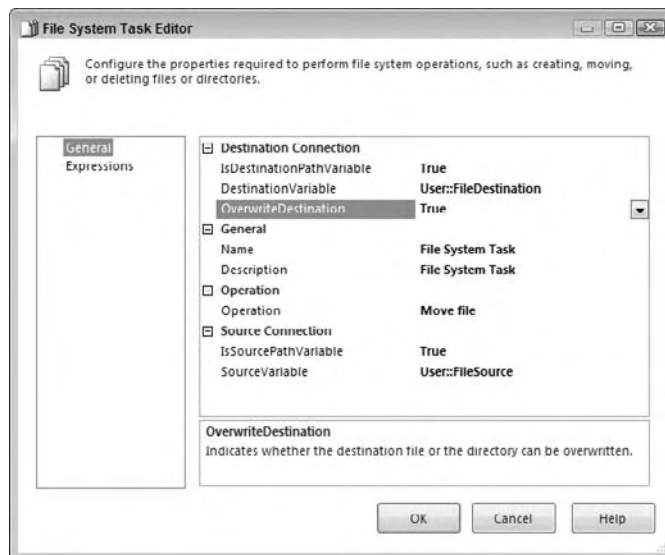 File System Task Editor
Configure the properties required to perform file system operations, such as creating, moving,
or deleting files or directories.
General
Expressions
Destination Connection
IsDestinationPathVariable True
DestinationVariable User::FileDestination
OverwriteDestination True
General
Name File System Task
Description File System Task
Operation
Operation Move file
Source Connection
IsSourcePathVariable True
SourceVariable User::FileSource
OverwriteDestination
Indicates whether the destination file or the directory can be overwritten.
OK Cancel Help